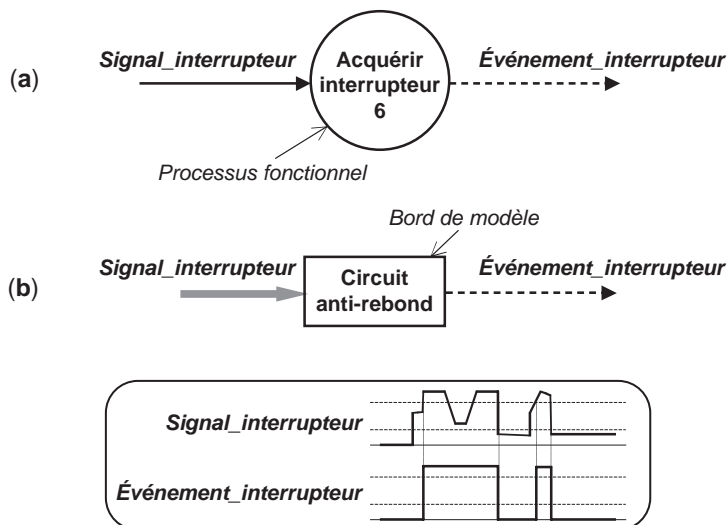 Signal_interrupteur
Acquérir
interrupteur
6
Événement_interrupteur
(a)
Processus fonctionnel
Bord de modèle
Signal_interrupteur
Circuit
anti-rebond
Événement_interrupteur
(b)
Signal_interrupteur
Événement_interrupteur